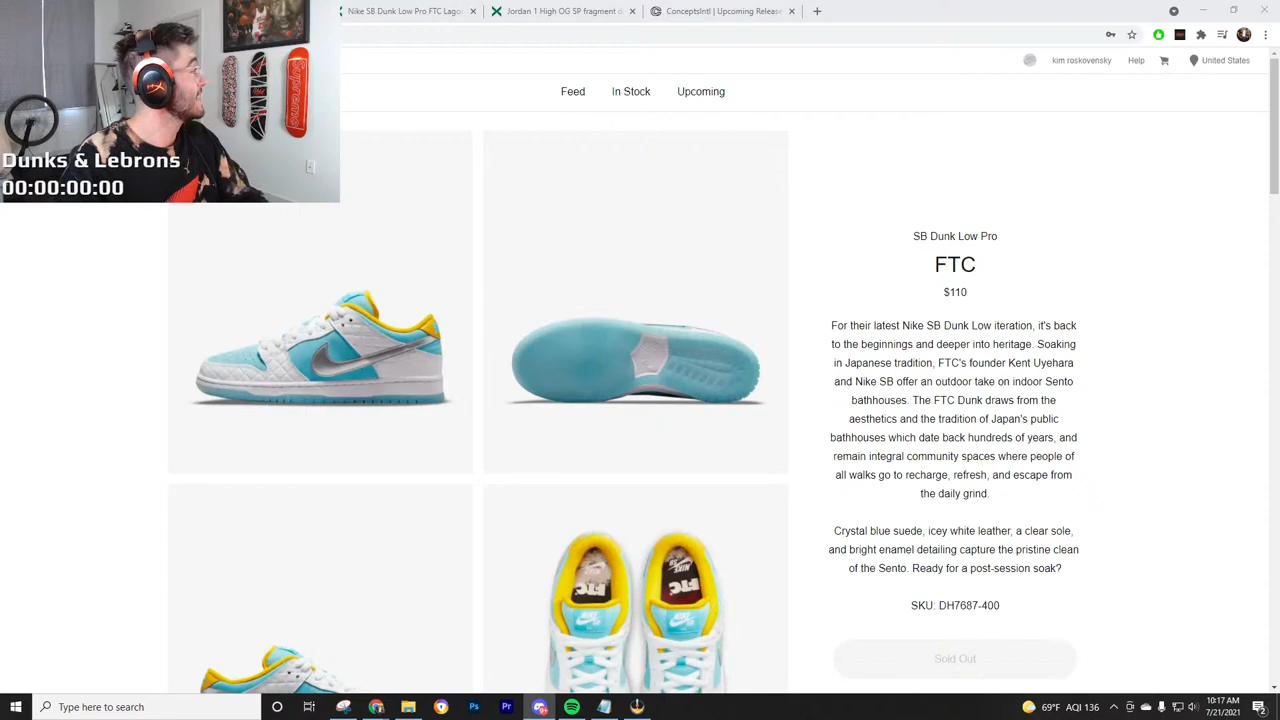 Nike SB Dunk Low Pro FTC Lago
Jordan 1 High OG SP fragment d
ConceptsIntl | Upcoming Release
kim roskovensky
Help
United States
Feed
In Stock
Upcoming
Supreme
Dunks & Lebrons
00:00:00:00
SB Dunk Low Pro
FTC
$110
For their latest Nike SB Dunk Low iteration, it's back
to the beginnings and deeper into heritage. Soaking
in Japanese tradition, FTC's founder Kent Uyehara
and Nike SB offer an outdoor take on indoor Sento
bathhouses. The FTC Dunk draws from the
aesthetics and the tradition of Japan's public
bathhouses which date back hundreds of years, and
remain integral community spaces where people of
all walks go to recharge, refresh, and escape from
the daily grind.
Crystal blue suede, icey white leather, a clear sole,
and bright enamel detailing capture the pristine clean
of the Sento. Ready for a post-session soak?
SKU: DH7687-400
Sold Out
FTC
FTC
Type here to search
Ps
Pr
69°F AQI 136
10:17 AM
7/21/2021
2